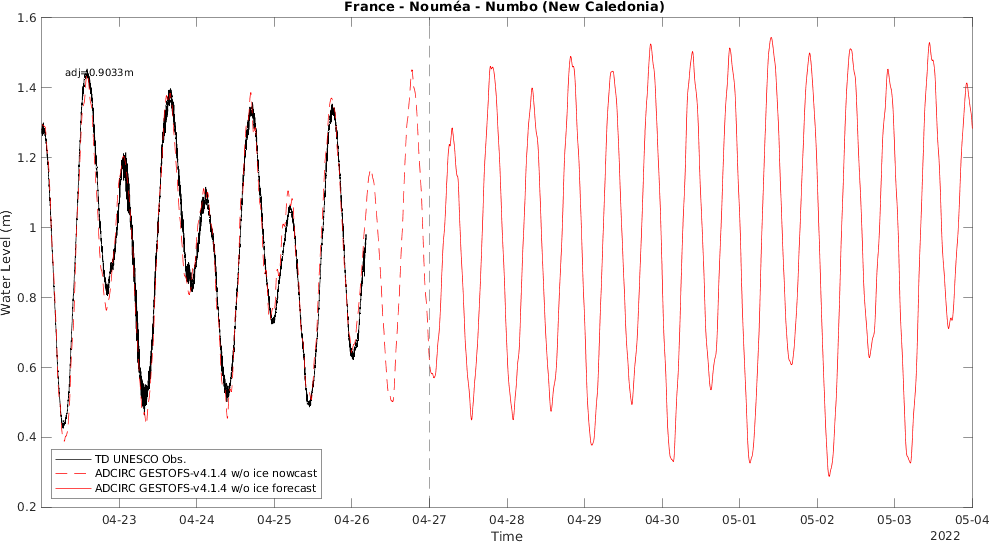 France - Nouméa - Numbo (New Caledonia)
1.6
1.4
1.2
1
0.8
0.6
0.4
0.2
Water Level (m)
adj=0.9033m
TD UNESCO Obs.
ADCIRC GESTOFS-v4.1.4 w/o ice nowcast
ADCIRC GESTOFS-v4.1.4 w/o ice forecast
04-23 04-24 04-25 04-26 04-27 04-28 04-29 04-30 05-01 05-02 05-03 05-04
Time
2022